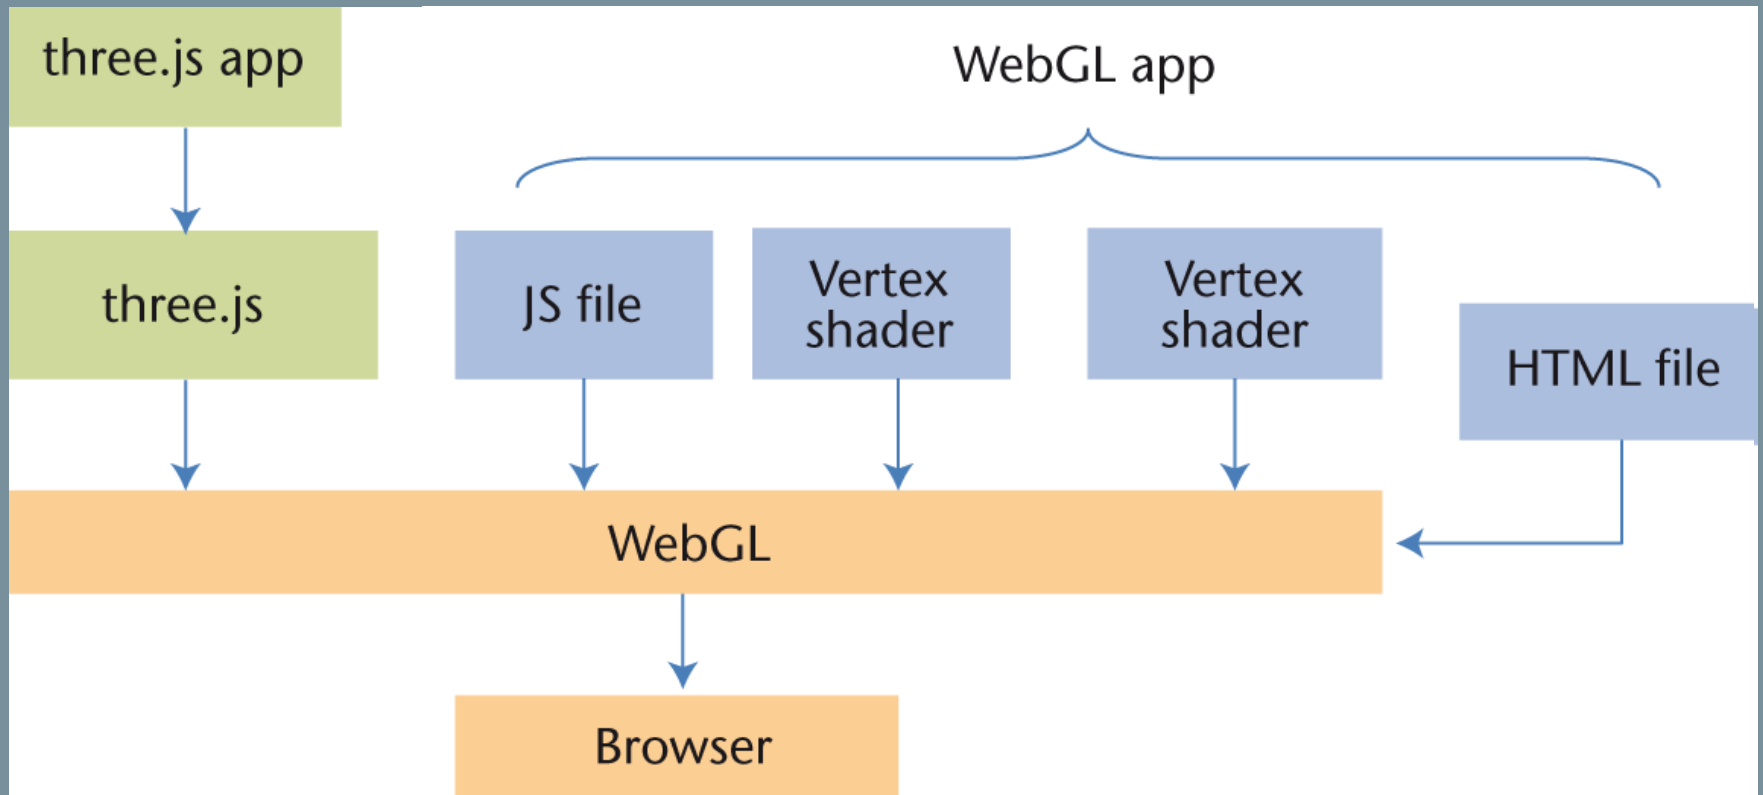 three.js app
WebGL app
three.js
JS file
Vertex
shader
Vertex
shader
HTML file
WebGL
Browser